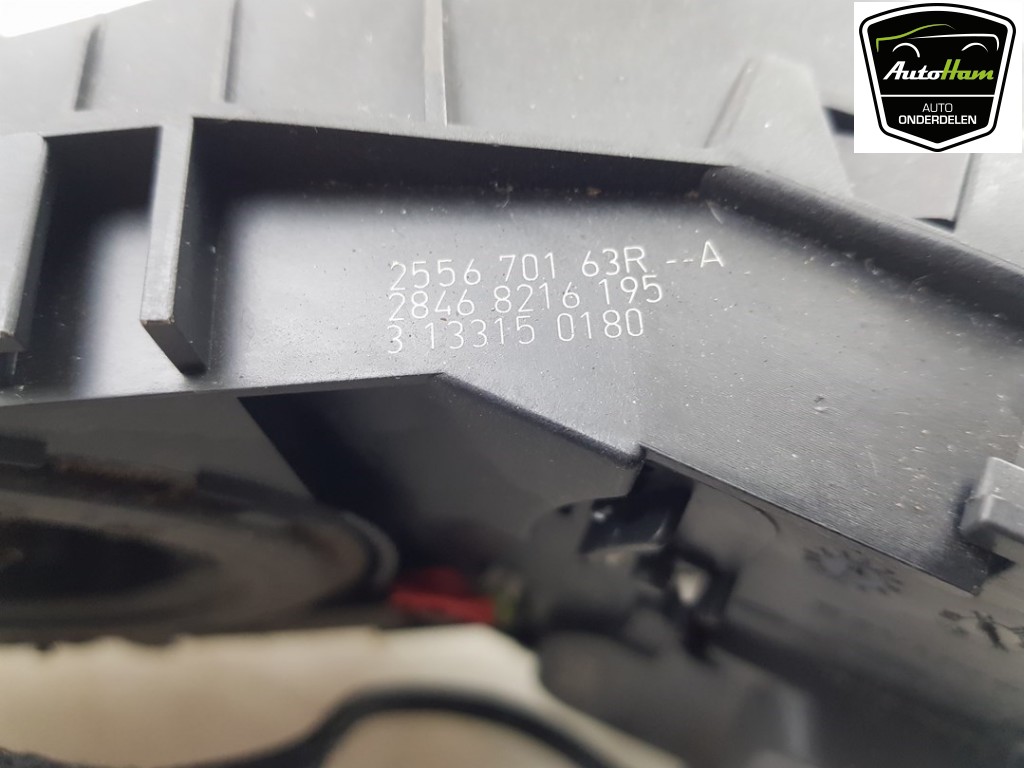 AutoHam
AUTO
ONDERDELEN
2556 701 63R --A
2846 8216 195
3 13315 0180